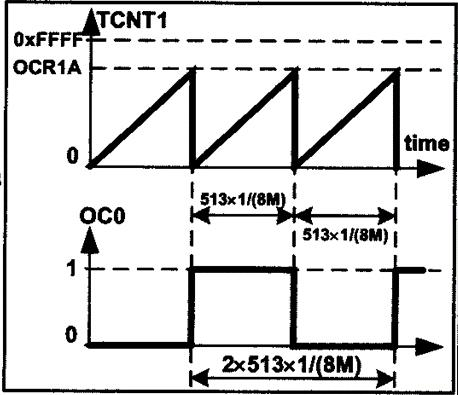 TCNT1
0xFFFF
OCR1A
0
time
513×1/(8M)
513×1/(8M)
OC0
1
0
2×513×1/(8M)